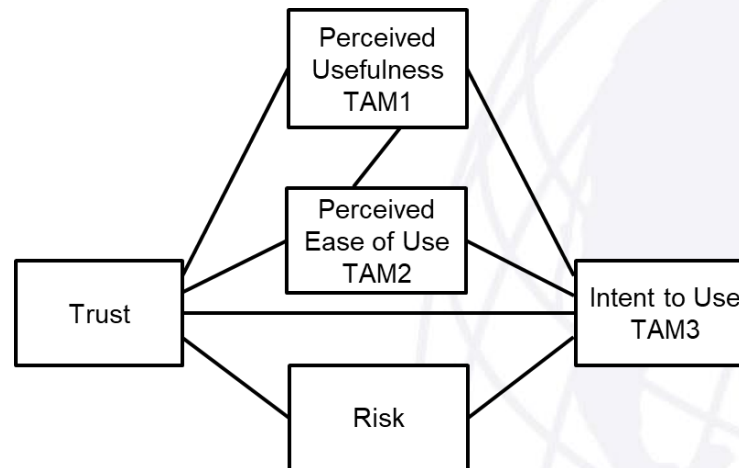 Perceived
Usefulness
TAM1
Perceived
Ease of Use
TAM2
Trust
Intent to Use
TAM3
Risk